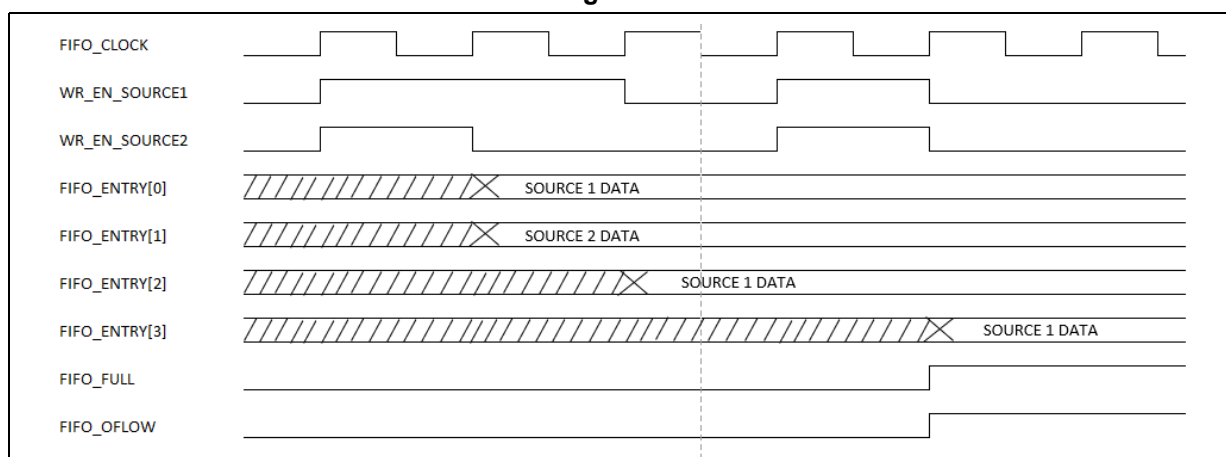 FIFO_CLOCK
WR_EN_SOURCE1
WR_EN_SOURCE2
FIFO_ENTRY[0] SOURCE 1 DATA
FIFO_ENTRY[1] SOURCE 2 DATA
FIFO_ENTRY[2] SOURCE 1 DATA
FIFO_ENTRY[3] SOURCE 1 DATA
FIFO_FULL
FIFO_OFLOW